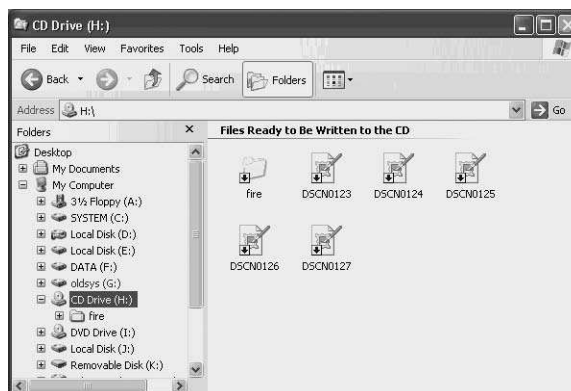 CD Drive (H:)
File Edit View Favorites Tools Help
Back Search Folders
Address H:\ Go
Folders
Desktop
My Documents
My Computer
3½ Floppy (A:)
SYSTEM (C:)
Local Disk (D:)
Local Disk (E:)
DATA (F:)
oldsys (G:)
CD Drive (H:)
fire
DVD Drive (I:)
Local Disk (J:)
Removable Disk (K:)
Files Ready to Be Written to the CD
fire DSCN0123 DSCN0124 DSCN0125
DSCN0126 DSCN0127